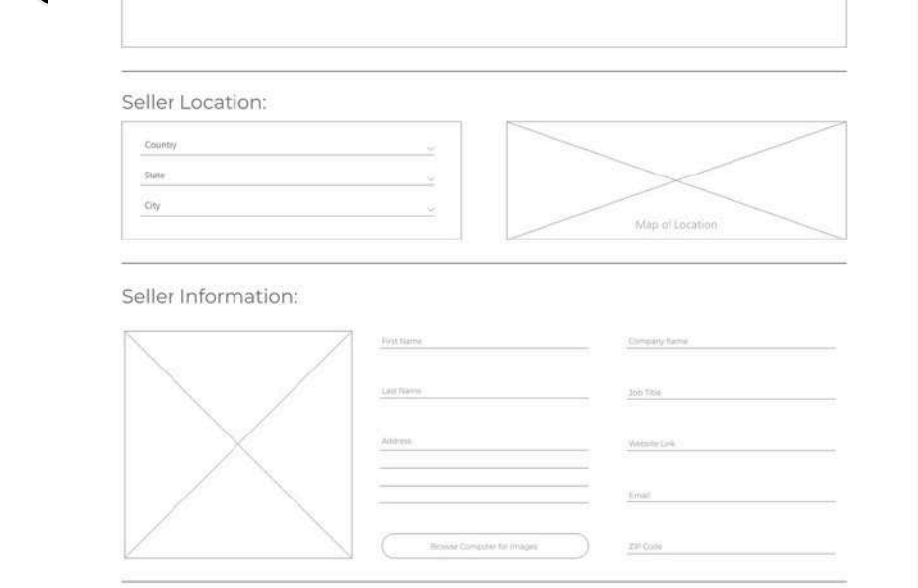 Seller Location:
Country
State
City
Map of Location
Seller Information:
First Name
Company Name
Last Name
Job Title
Address
Website Link
Email
Browse Computer for Images
ZIP Code